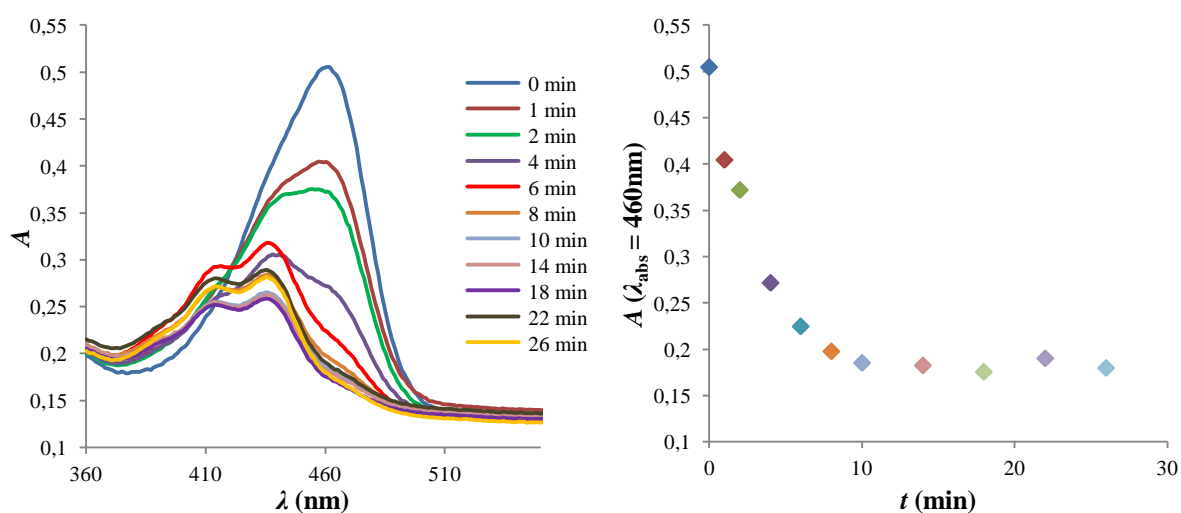 0,55
0,5
0,45
0,4
0,35
0,3
0,25
0,2
0,15
0,1
A
360
410
460
510
λ (nm)
0 min
1 min
2 min
4 min
6 min
8 min
10 min
14 min
18 min
22 min
26 min
0,55
0,5
0,45
0,4
0,35
0,3
0,25
0,2
0,15
0,1
A (λabs = 460nm)
0
10
20
30
t (min)